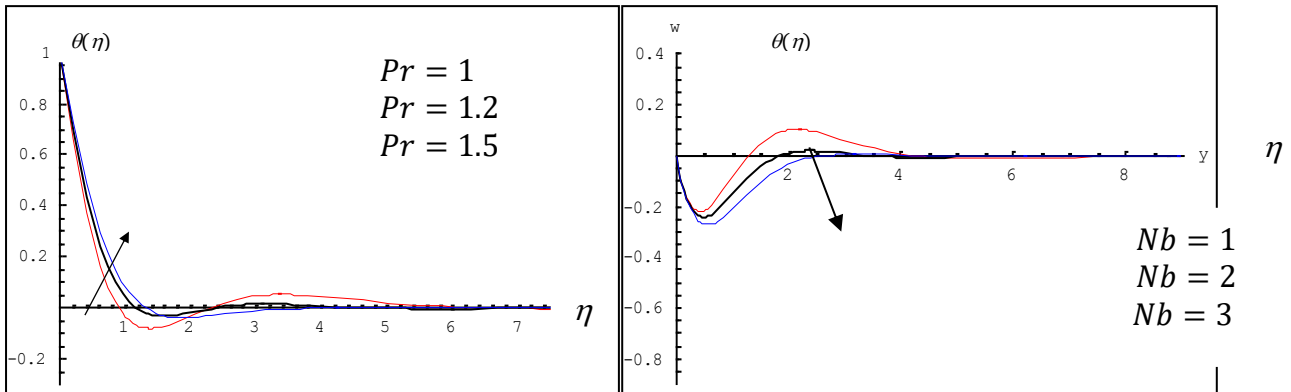 θ(η)
1
0.8
0.6
0.4
0.2
-0.2
1 2 3 4 5 6 7
η
Pr = 1
Pr = 1.2
Pr = 1.5
w
θ(η)
0.4
0.2
-0.2
-0.4
-0.6
-0.8
2 4 6 8 y
η
Nb = 1
Nb = 2
Nb = 3